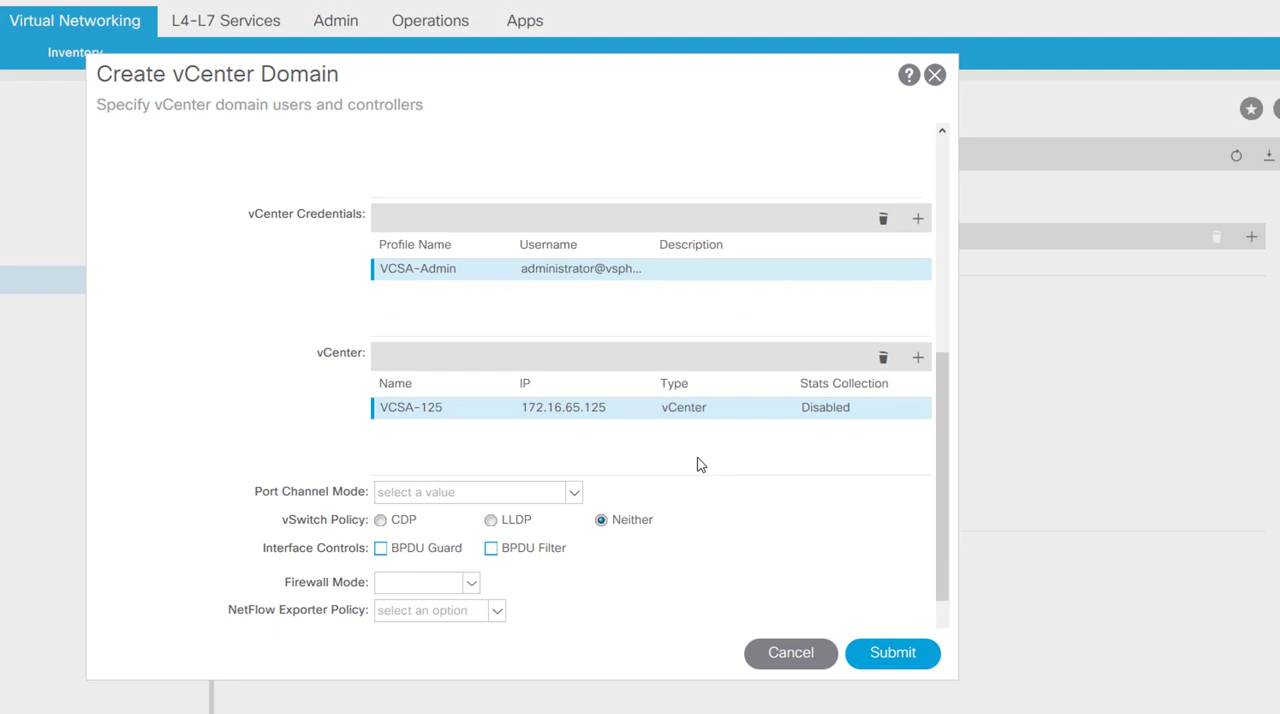 Virtual Networking L4-L7 Services Admin Operations Apps
Inventory
Create vCenter Domain
?
Specify vCenter domain users and controllers
vCenter Credentials:
Profile Name Username Description
VCSA-Admin administrator@vsph...
vCenter:
Name IP Type Stats Collection
VCSA-125 172.16.65.125 vCenter Disabled
Port Channel Mode: select a value
vSwitch Policy: CDP LLDP Neither
Interface Controls: BPDU Guard BPDU Filter
Firewall Mode:
NetFlow Exporter Policy: select an option
Cancel Submit